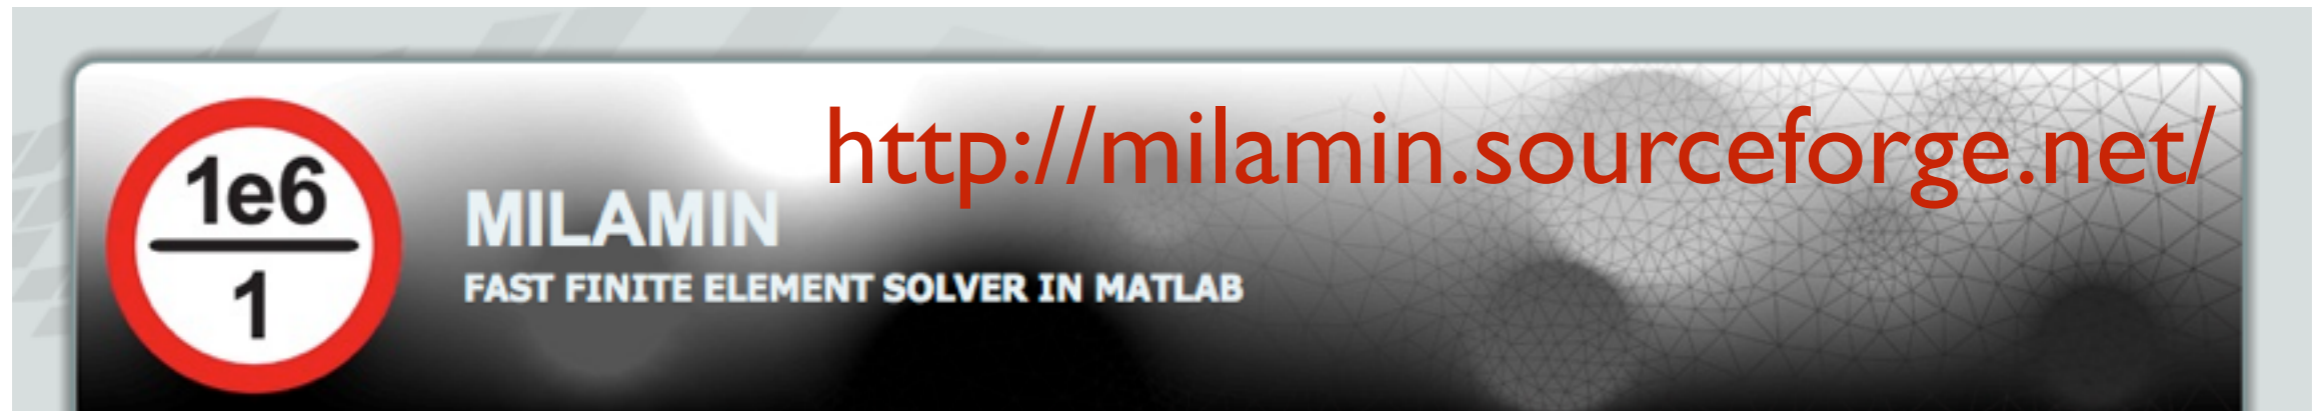 http://milamin.sourceforge.net/
1e6
1
MILAMIN
FAST FINITE ELEMENT SOLVER IN MATLAB